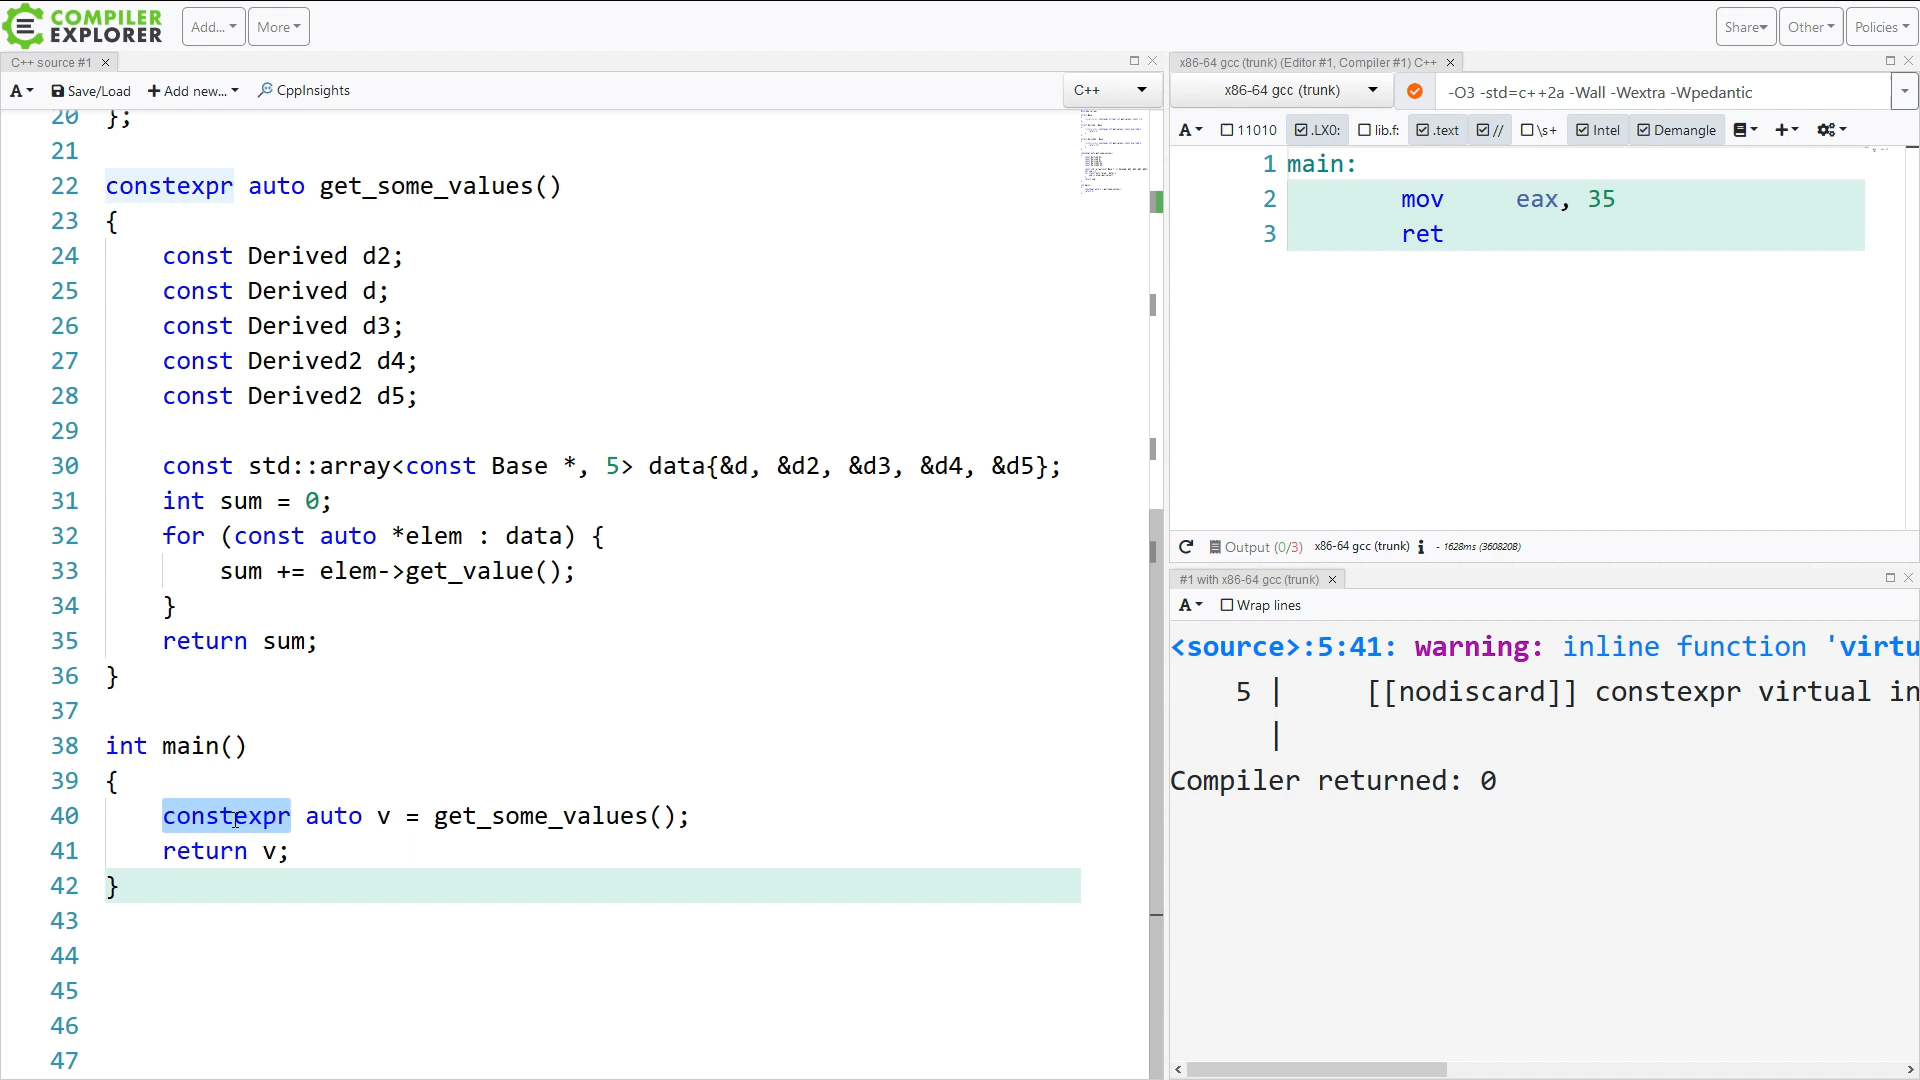 COMPILER
EXPLORER
Add...
More
Share
Other
Policies
C++ source #1
A
Save/Load
Add new...
CppInsights
C++
20 };
21
22 constexpr auto get_some_values()
23 {
24 const Derived d2;
25 const Derived d;
26 const Derived d3;
27 const Derived2 d4;
28 const Derived2 d5;
29
30 const std::array<const Base *, 5> data{&d, &d2, &d3, &d4, &d5};
31 int sum = 0;
32 for (const auto *elem : data) {
33 sum += elem->get_value();
34 }
35 return sum;
36 }
37
38 int main()
39 {
40 constexpr auto v = get_some_values();
41 return v;
42 }
43
44
45
46
47
x86-64 gcc (trunk) (Editor #1, Compiler #1) C++
x86-64 gcc (trunk)
-O3 -std=c++2a -Wall -Wextra -Wpedantic
A
11010
.LX0:
lib.f:
.text
//
\s+
Intel
Demangle
1 main:
2 mov eax, 35
3 ret
Output (0/3) x86-64 gcc (trunk) i - 1628ms (360820B)
#1 with x86-64 gcc (trunk)
A
Wrap lines
<source>:5:41: warning: inline function 'virtu
5 | [[nodiscard]] constexpr virtual in
|
Compiler returned: 0